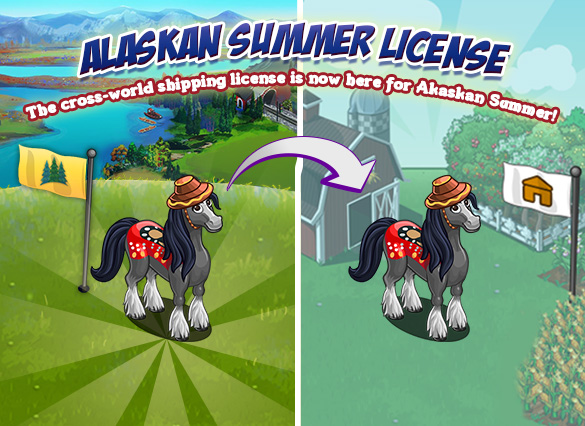 ALASKAN SUMMER LICENSE
The cross-world shipping license is now here for Akaskan Summer!